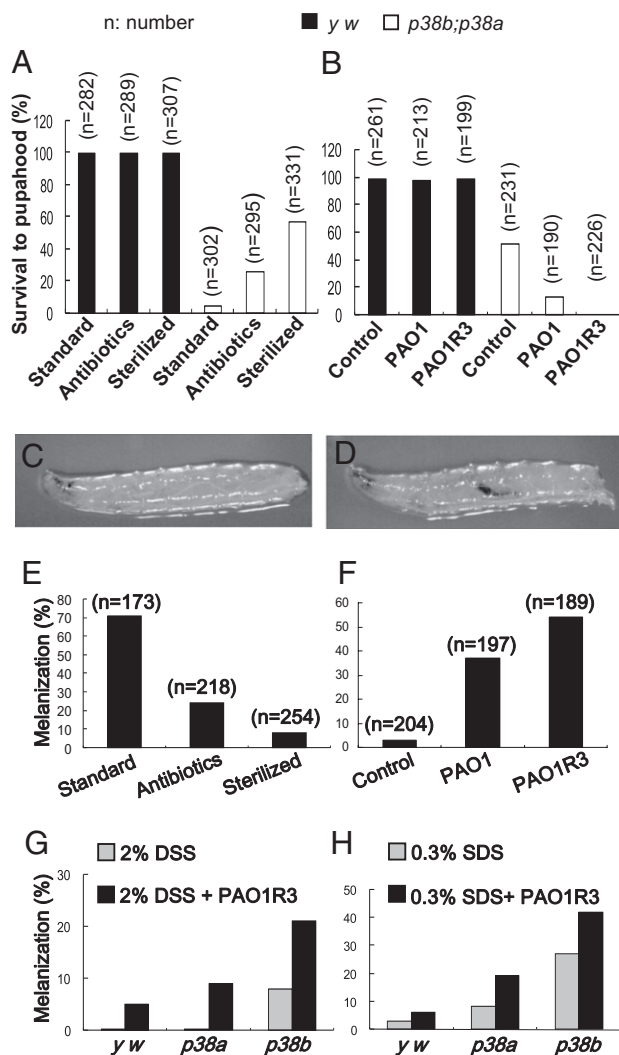 n: number
y w
p38b;p38a
A
Survival to pupahood (%)
120
100
80
60
40
20
0
(n=282)
(n=289)
(n=307)
(n=302)
(n=295)
(n=331)
Standard
Antibiotics
Sterilized
Standard
Antibiotics
Sterilized
B
120
100
80
60
40
20
0
(n=261)
(n=213)
(n=199)
(n=231)
(n=190)
(n=226)
Control
PAO1
PAO1R3
Control
PAO1
PAO1R3
C
D
E
Melanization (%)
80
70
60
50
40
30
20
10
0
(n=173)
(n=218)
(n=254)
Standard
Antibiotics
Sterilized
F
60
50
40
30
20
10
0
(n=204)
(n=197)
(n=189)
Control
PAO1
PAO1R3
G
2% DSS
2% DSS + PAO1R3
Melanization (%)
30
20
10
0
y w
p38a
p38b
H
0.3% SDS
0.3% SDS+ PAO1R3
50
40
30
20
10
0
y w
p38a
p38b